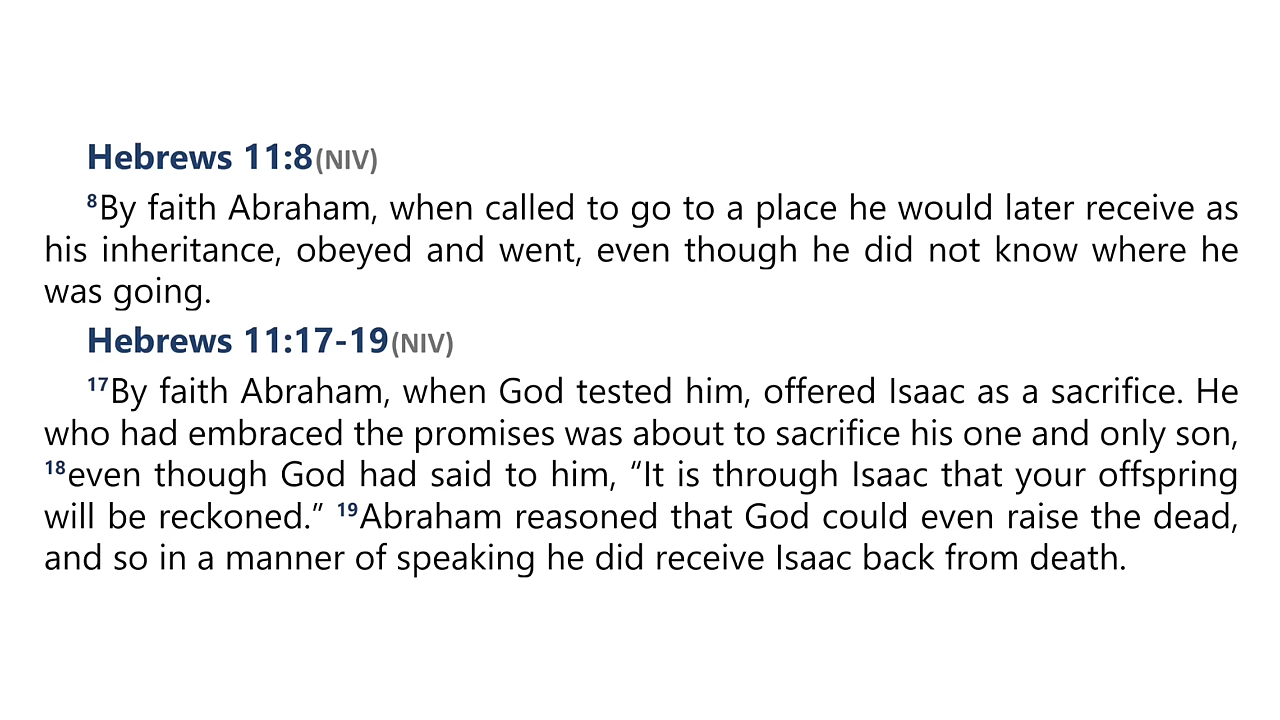 Hebrews 11:8(NIV)
8By faith Abraham, when called to go to a place he would later receive as
his inheritance, obeyed and went, even though he did not know where he
was going.
Hebrews 11:17-19(NIV)
17By faith Abraham, when God tested him, offered Isaac as a sacrifice. He
who had embraced the promises was about to sacrifice his one and only son,
18even though God had said to him, “It is through Isaac that your offspring
will be reckoned.” 19Abraham reasoned that God could even raise the dead,
and so in a manner of speaking he did receive Isaac back from death.